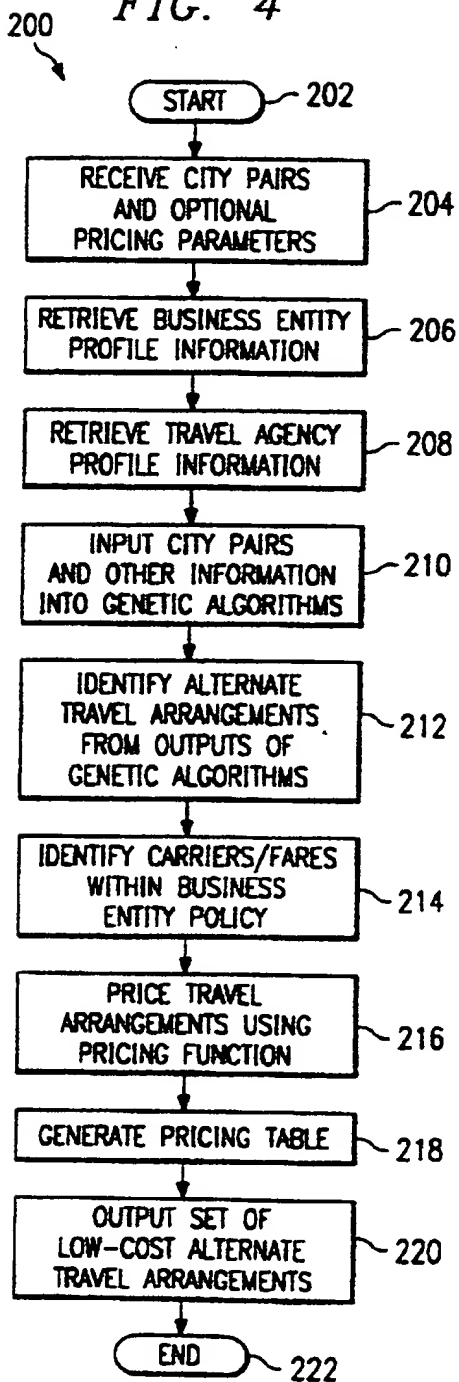 FIG. 4
200
START
202
RECEIVE CITY PAIRS
AND OPTIONAL
PRICING PARAMETERS
204
RETRIEVE BUSINESS ENTITY
PROFILE INFORMATION
206
RETRIEVE TRAVEL AGENCY
PROFILE INFORMATION
208
INPUT CITY PAIRS
AND OTHER INFORMATION
INTO GENETIC ALGORITHMS
210
IDENTIFY ALTERNATE
TRAVEL ARRANGEMENTS
FROM OUTPUTS OF
GENETIC ALGORITHMS
212
IDENTIFY CARRIERS/FARES
WITHIN BUSINESS
ENTITY POLICY
214
PRICE TRAVEL
ARRANGEMENTS USING
PRICING FUNCTION
216
GENERATE PRICING TABLE
218
OUTPUT SET OF
LOW-COST ALTERNATE
TRAVEL ARRANGEMENTS
220
END
222